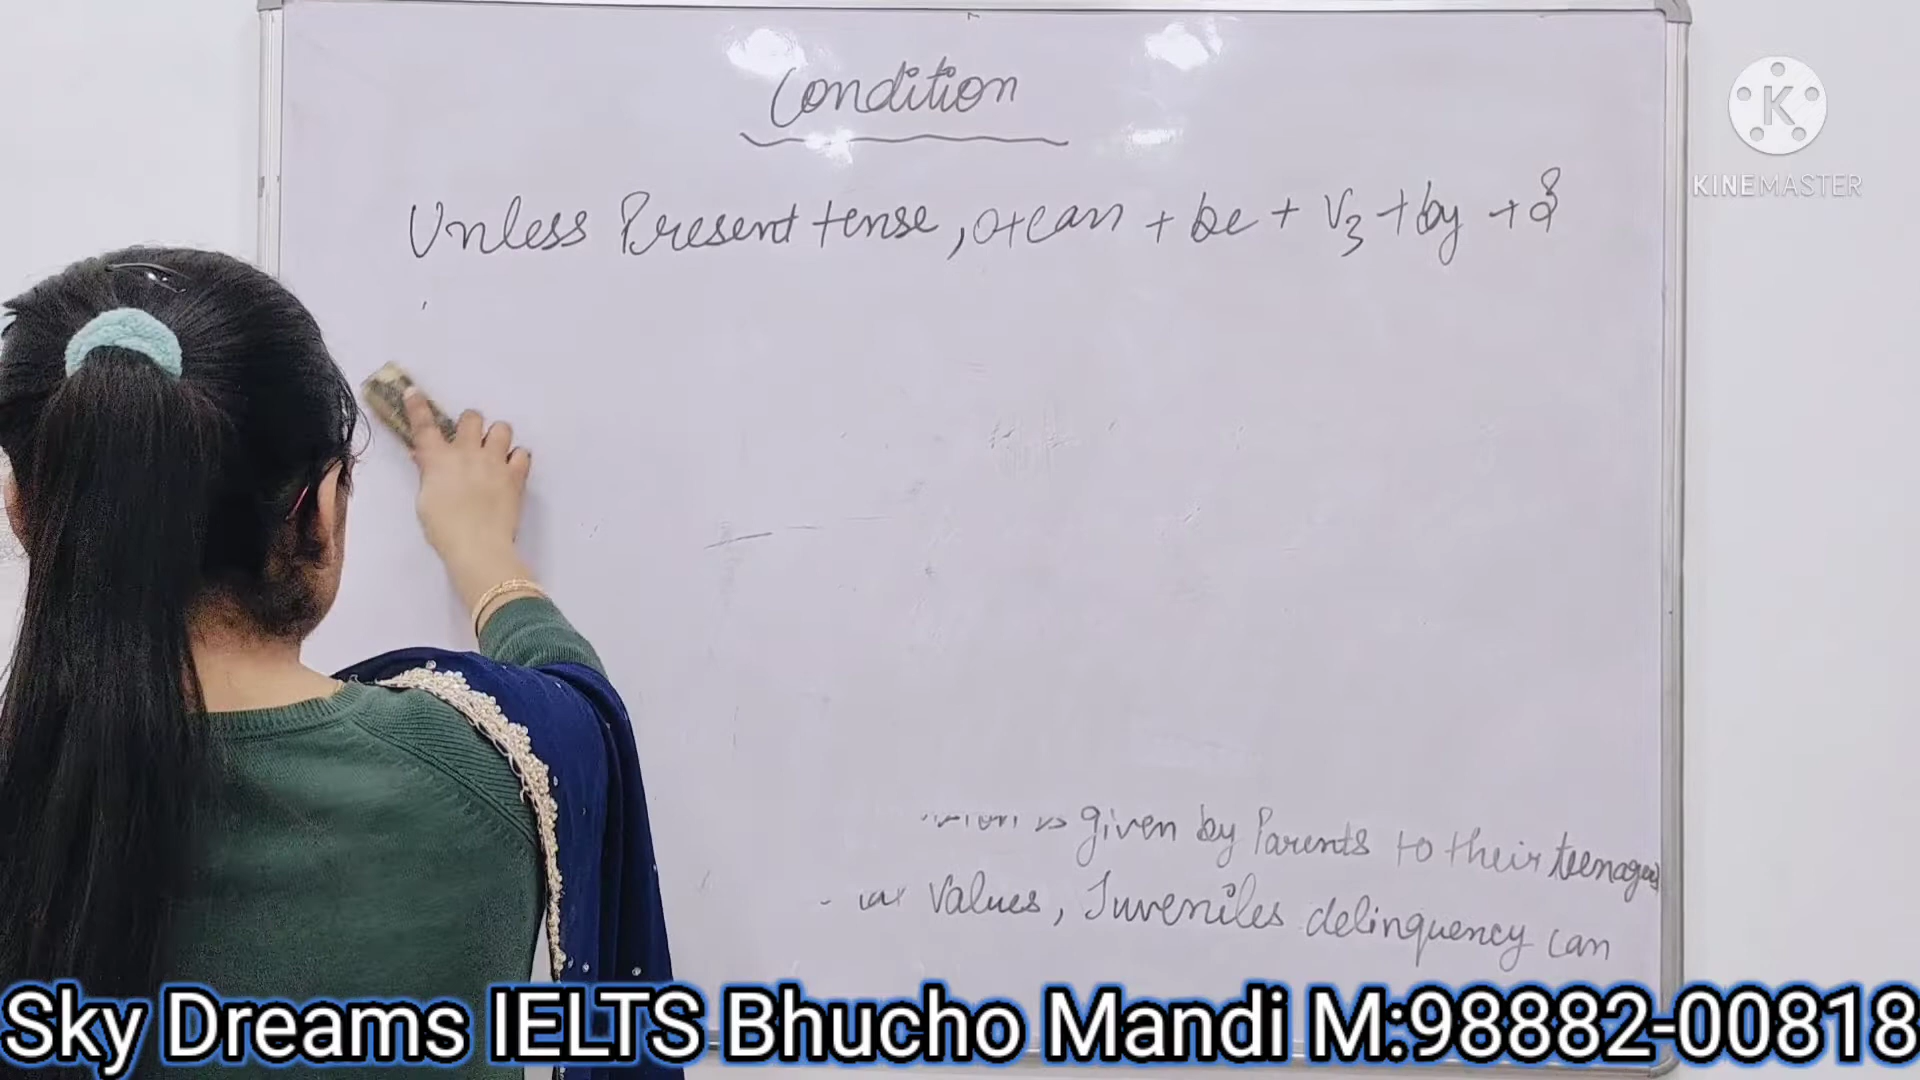 Condition
KINEMASTER
Unless Present tense, o+can + be + V3 + by + s
given by Parents to their teenagers
Values, Juveniles delinquency can
Sky Dreams IELTS Bhucho Mandi M:98882-00818